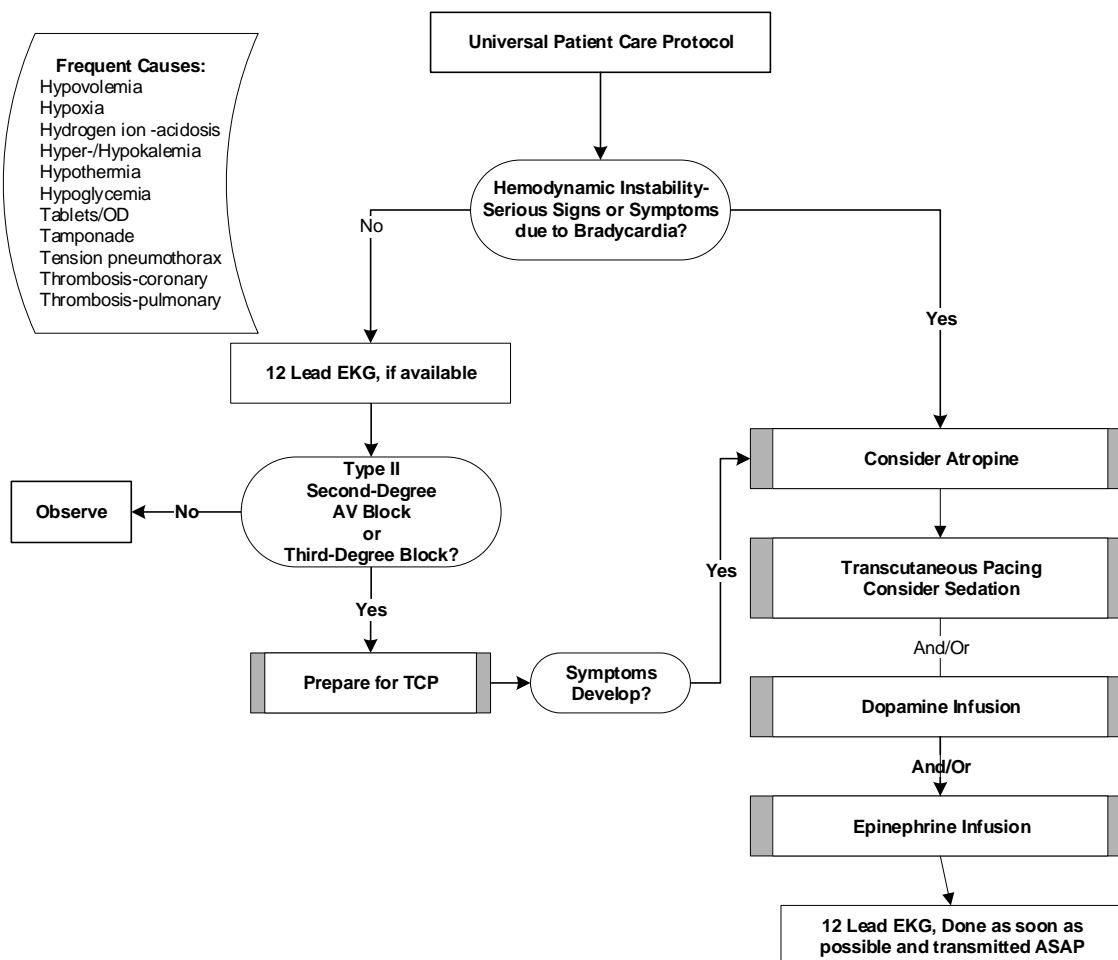 Universal Patient Care Protocol
Frequent Causes:
Hypovolemia
Hypoxia
Hydrogen ion -acidosis
Hyper-/Hypokalemia
Hypothermia
Hypoglycemia
Tablets/OD
Tamponade
Tension pneumothorax
Thrombosis-coronary
Thrombosis-pulmonary
Hemodynamic Instability-
Serious Signs or Symptoms
due to Bradycardia?
No
Yes
12 Lead EKG, if available
Type II
Second-Degree
AV Block
or
Third-Degree Block?
No
Observe
Yes
Prepare for TCP
Symptoms
Develop?
Yes
Consider Atropine
Transcutaneous Pacing
Consider Sedation
And/Or
Dopamine Infusion
And/Or
Epinephrine Infusion
12 Lead EKG, Done as soon as
possible and transmitted ASAP